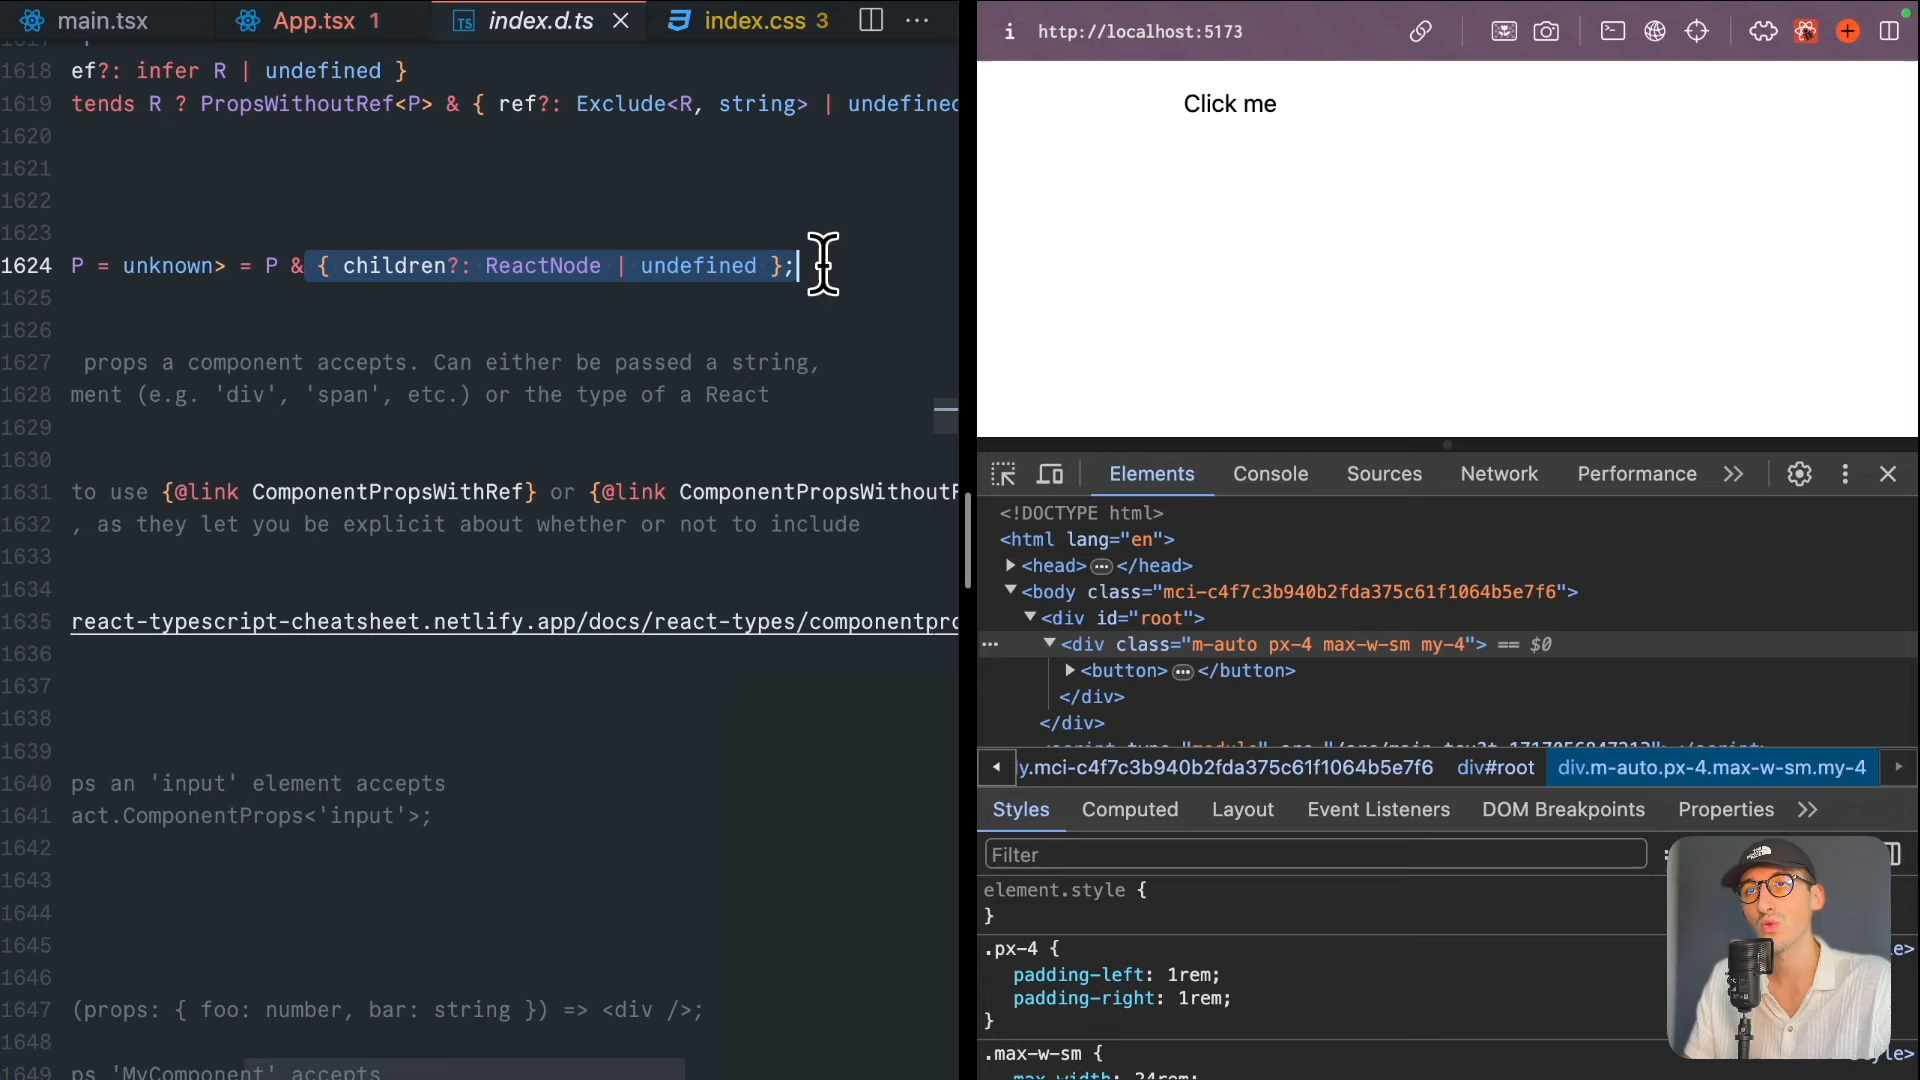 main.tsx
App.tsx 1
index.d.ts
index.css 3
1618 ef?: infer R | undefined }
1619 tends R ? PropsWithoutRef<P> & { ref?: Exclude<R, string> | undefined
1620
1621
1622
1623
1624 P = unknown> = P & { children?: ReactNode | undefined };
1625
1626
1627 props a component accepts. Can either be passed a string,
1628 ment (e.g. 'div', 'span', etc.) or the type of a React
1629
1630
1631 to use {@link ComponentPropsWithRef} or {@link ComponentPropsWithoutR
1632 , as they let you be explicit about whether or not to include
1633
1634
1635 react-typescript-cheatsheet.netlify.app/docs/react-types/componentpro
1636
1637
1638
1639
1640 ps an 'input' element accepts
1641 act.ComponentProps<'input'>;
1642
1643
1644
1645
1646
1647 (props: { foo: number, bar: string }) => <div />;
1648
1649 ps 'MyComponent' accepts
http://localhost:5173
Click me
Elements
Console
Sources
Network
Performance
<!DOCTYPE html>
<html lang="en">
<head> ••• </head>
<body class="mci-c4f7c3b940b2fda375c61f1064b5e7f6">
<div id="root">
<div class="m-auto px-4 max-w-sm my-4"> == $0
<button> ••• </button>
</div>
</div>
y.mci-c4f7c3b940b2fda375c61f1064b5e7f6 div#root div.m-auto.px-4.max-w-sm.my-4
Styles
Computed
Layout
Event Listeners
DOM Breakpoints
Properties
Filter
element.style {
}
.px-4 {
padding-left: 1rem;
padding-right: 1rem;
}
.max-w-sm {
max-width: 24rem;